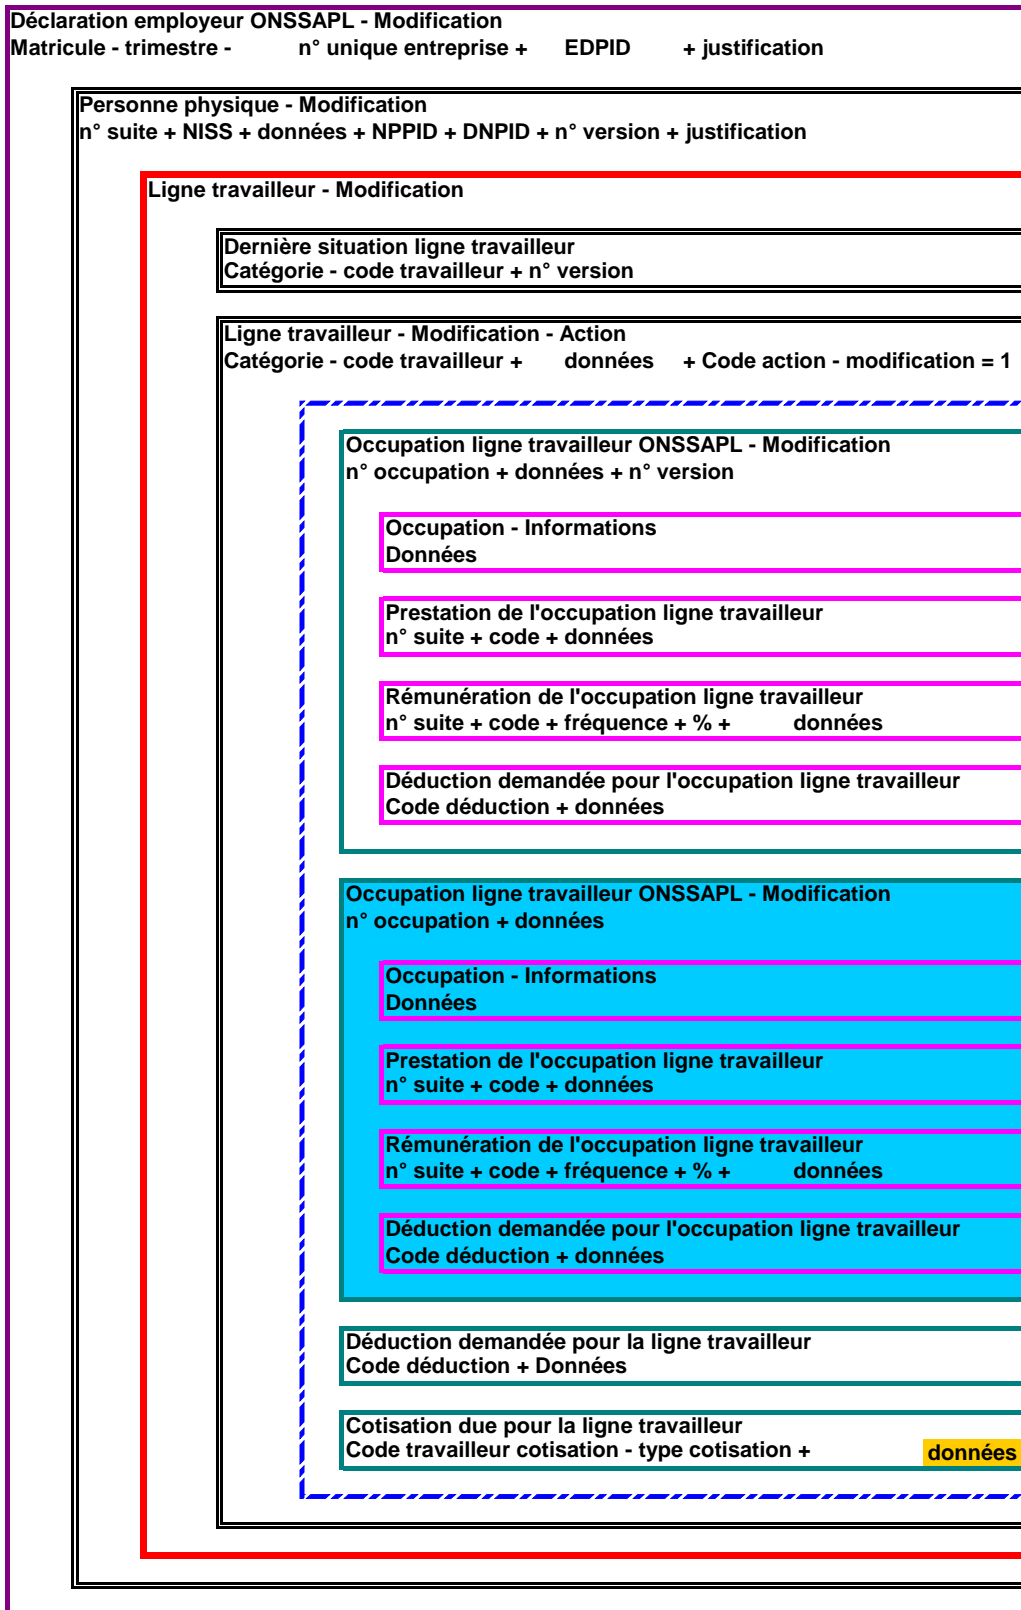 Déclaration employeur ONSSAPL - Modification
Matricule - trimestre - n° unique entreprise + EDPID + justification
Personne physique - Modification
n° suite + NISS + données + NPPID + DNPID + n° version + justification
Ligne travailleur - Modification
Dernière situation ligne travailleur
Catégorie - code travailleur + n° version
Ligne travailleur - Modification - Action
Catégorie - code travailleur + données + Code action - modification = 1
Occupation ligne travailleur ONSSAPL - Modification
n° occupation + données + n° version
Occupation - Informations
Données
Prestation de l'occupation ligne travailleur
n° suite + code + données
Rémunération de l'occupation ligne travailleur
n° suite + code + fréquence + % + données
Déduction demandée pour l'occupation ligne travailleur
Code déduction + données
Occupation ligne travailleur ONSSAPL - Modification
n° occupation + données
Occupation - Informations
Données
Prestation de l'occupation ligne travailleur
n° suite + code + données
Rémunération de l'occupation ligne travailleur
n° suite + code + fréquence + % + données
Déduction demandée pour l'occupation ligne travailleur
Code déduction + données
Déduction demandée pour la ligne travailleur
Code déduction + Données
Cotisation due pour la ligne travailleur
Code travailleur cotisation - type cotisation + données